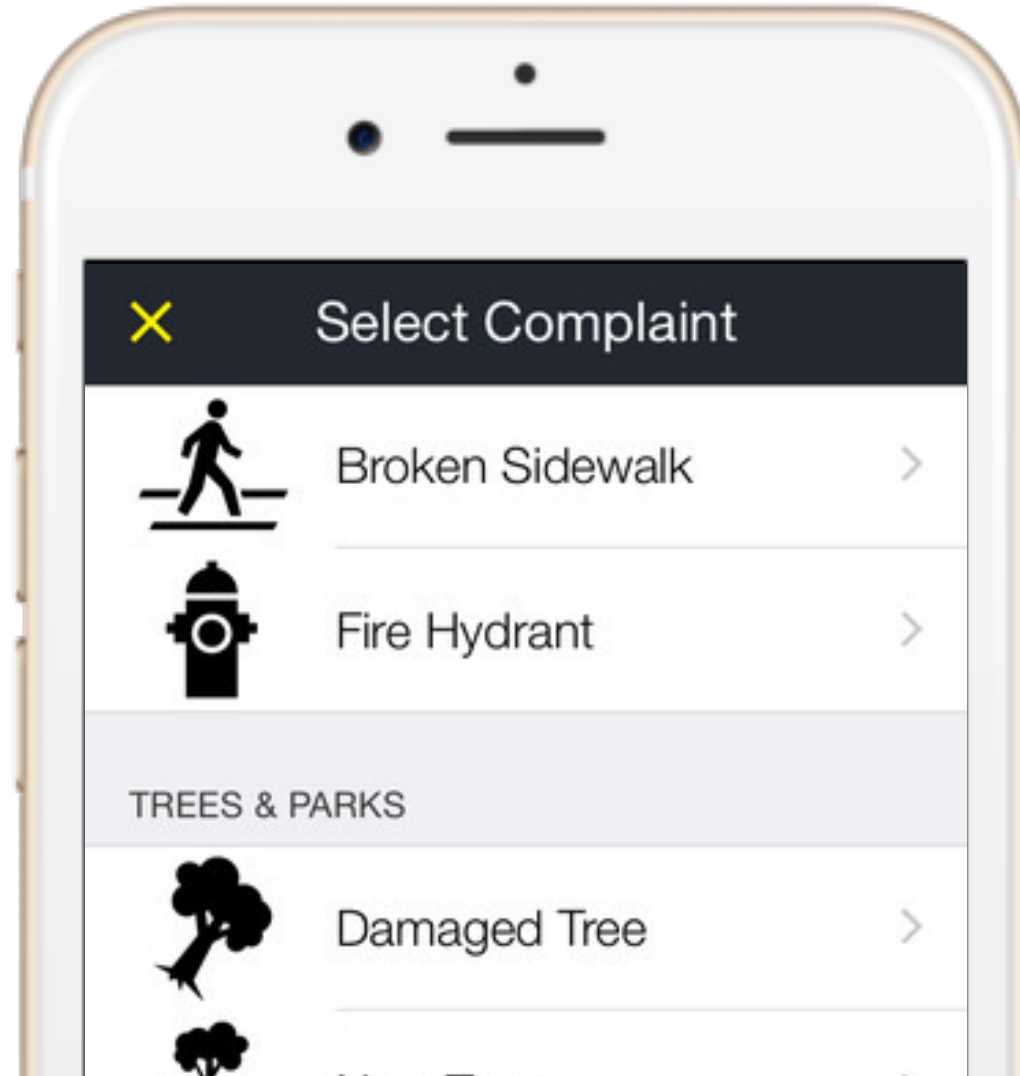 Select Complaint
Broken Sidewalk
Fire Hydrant
TREES & PARKS
Damaged Tree